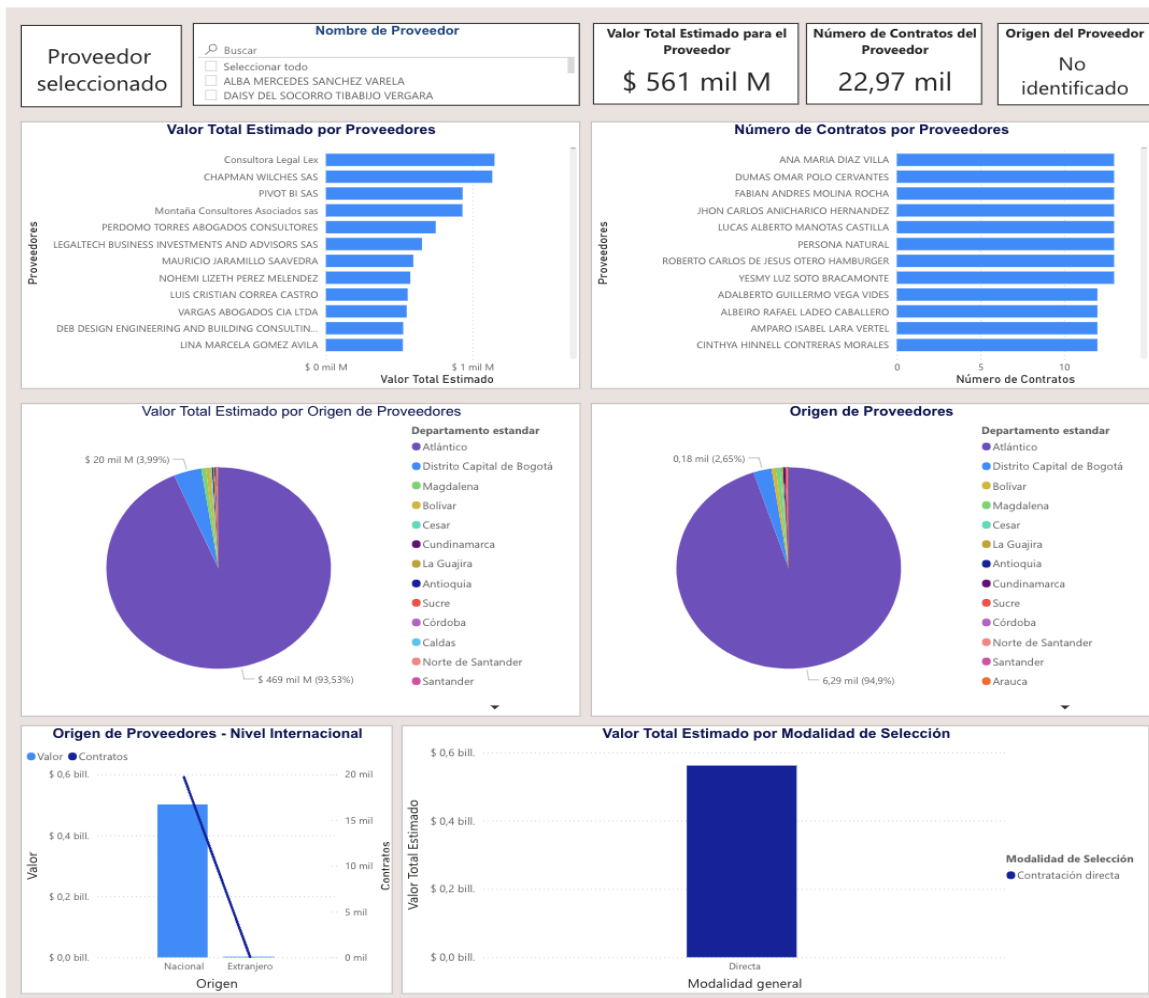 Proveedor
seleccionado
Nombre de Proveedor
Buscar
Seleccionar todo
ALBA MERCEDES SANCHEZ VARELA
DAISY DEL SOCORRO TIBABIJO VERGARA
Valor Total Estimado para el
Proveedor
$ 561 mil M
Número de Contratos del
Proveedor
22,97 mil
Origen del Proveedor
No
identificado
Valor Total Estimado por Proveedores
Proveedores
Consultora Legal Lex
CHAPMAN WILCHES SAS
PIVOT BI SAS
Montaña Consultores Asociados sas
PERDOMO TORRES ABOGADOS CONSULTORES
LEGALTECH BUSINESS INVESTMENTS AND ADVISORS SAS
MAURICIO JARAMILLO SAAVEDRA
NOHEMI LIZETH PEREZ MELENDEZ
LUIS CRISTIAN CORREA CASTRO
VARGAS ABOGADOS CIA LTDA
DEB DESIGN ENGINEERING AND BUILDING CONSULTIN...
LINA MARCELA GOMEZ AVILA
$ 0 mil M
$ 1 mil M
Valor Total Estimado
Número de Contratos por Proveedores
Proveedores
ANA MARIA DIAZ VILLA
DUMAS OMAR POLO CERVANTES
FABIAN ANDRES MOLINA ROCHA
JHON CARLOS ANICHARICO HERNANDEZ
LUCAS ALBERTO MANOTAS CASTILLA
PERSONA NATURAL
ROBERTO CARLOS DE JESUS OTERO HAMBURGER
YESMY LUZ SOTO BRACAMONTE
ADALBERTO GUILLERMO VEGA VIDES
ALBEIRO RAFAEL LADEO CABALLERO
AMPARO ISABEL LARA VERTEL
CINTHYA HINNELL CONTRERAS MORALES
0
5
10
Número de Contratos
Valor Total Estimado por Origen de Proveedores
$ 20 mil M (3,99%)
$ 469 mil M (93,53%)
Departamento estandar
Atlántico
Distrito Capital de Bogotá
Magdalena
Bolívar
Cesar
Cundinamarca
La Guajira
Antioquia
Sucre
Córdoba
Caldas
Norte de Santander
Santander
Origen de Proveedores
0,18 mil (2,65%)
6,29 mil (94,9%)
Departamento estandar
Atlántico
Distrito Capital de Bogotá
Bolívar
Magdalena
Cesar
La Guajira
Antioquia
Cundinamarca
Sucre
Córdoba
Norte de Santander
Santander
Arauca
Origen de Proveedores - Nivel Internacional
Valor
Contratos
Valor
$ 0,6 bill.
$ 0,4 bill.
$ 0,2 bill.
$ 0,0 bill.
20 mil
15 mil
10 mil
5 mil
0 mil
Contratos
Nacional
Extranjero
Origen
Valor Total Estimado por Modalidad de Selección
Valor Total Estimado
$ 0,6 bill.
$ 0,4 bill.
$ 0,2 bill.
$ 0,0 bill.
Directa
Modalidad general
Modalidad de Selección
Contratación directa